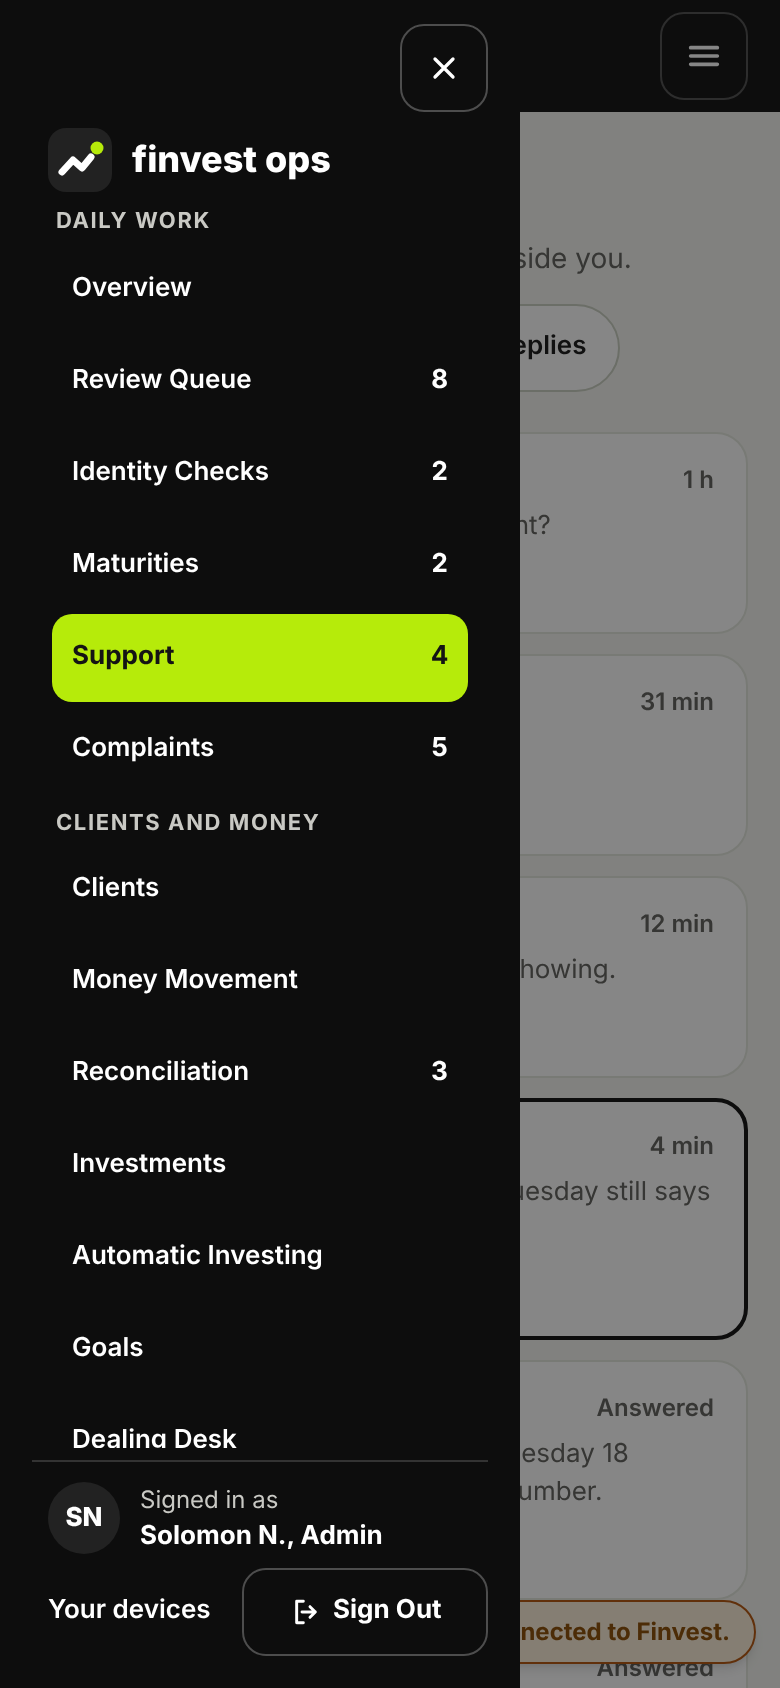 finvest ops
DAILY WORK
Overview
Review Queue 8
Identity Checks 2
Maturities 2
Support 4
Complaints 5
CLIENTS AND MONEY
Clients
Money Movement
Reconciliation 3
Investments
Automatic Investing
Goals
Dealing Desk
SN
Signed in as
Solomon N., Admin
Your devices
Sign Out
side you.
eplies
1 h
nt?
31 min
12 min
howing.
4 min
uesday still says
Answered
esday 18
umber.
nected to Finvest.
Answered